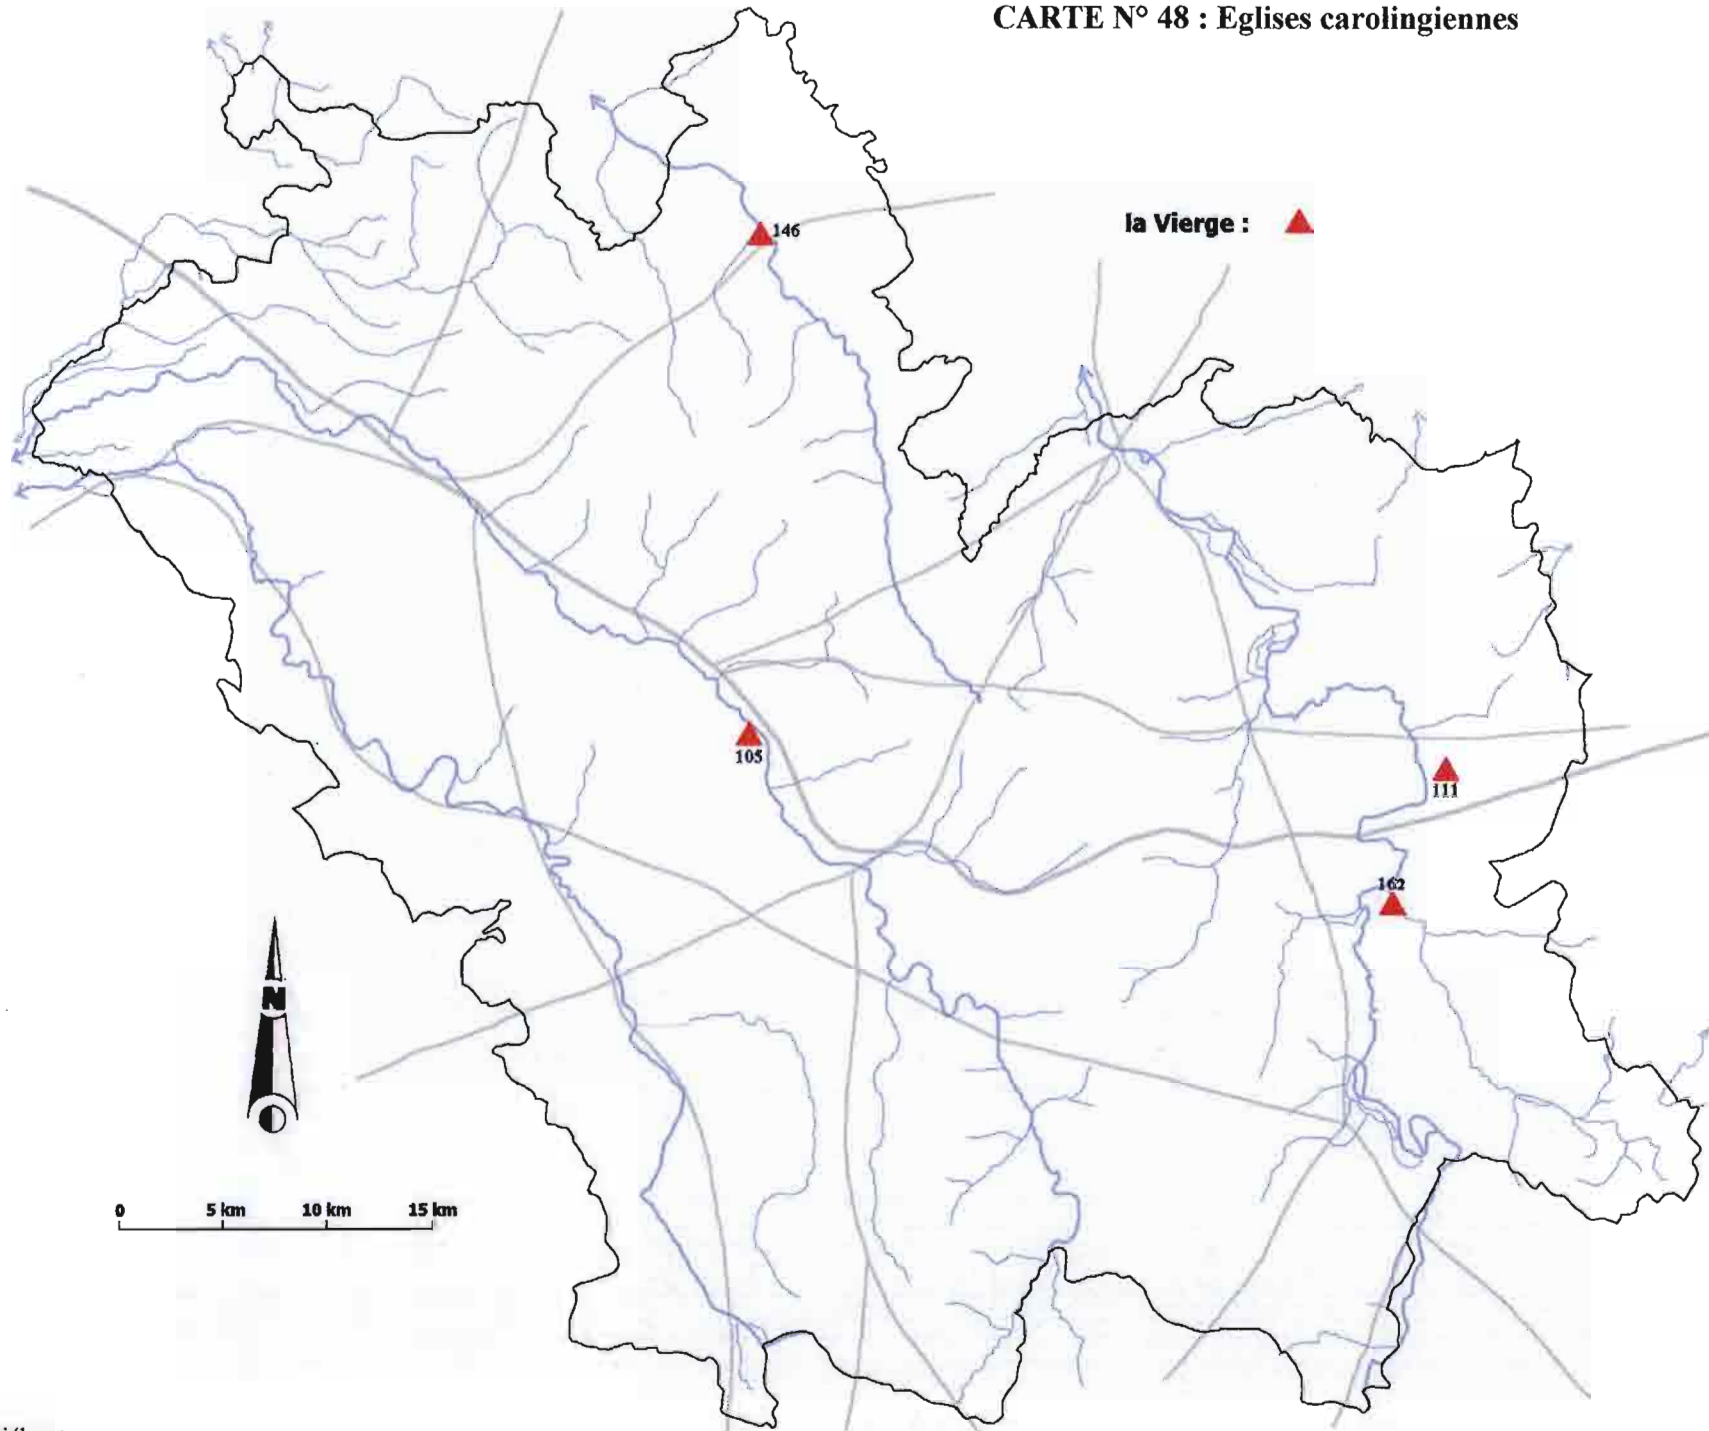 CARTE N° 48 : Eglises carolingiennes
la Vierge :
146
105
111
162
N
0 5 km 10 km 15 km